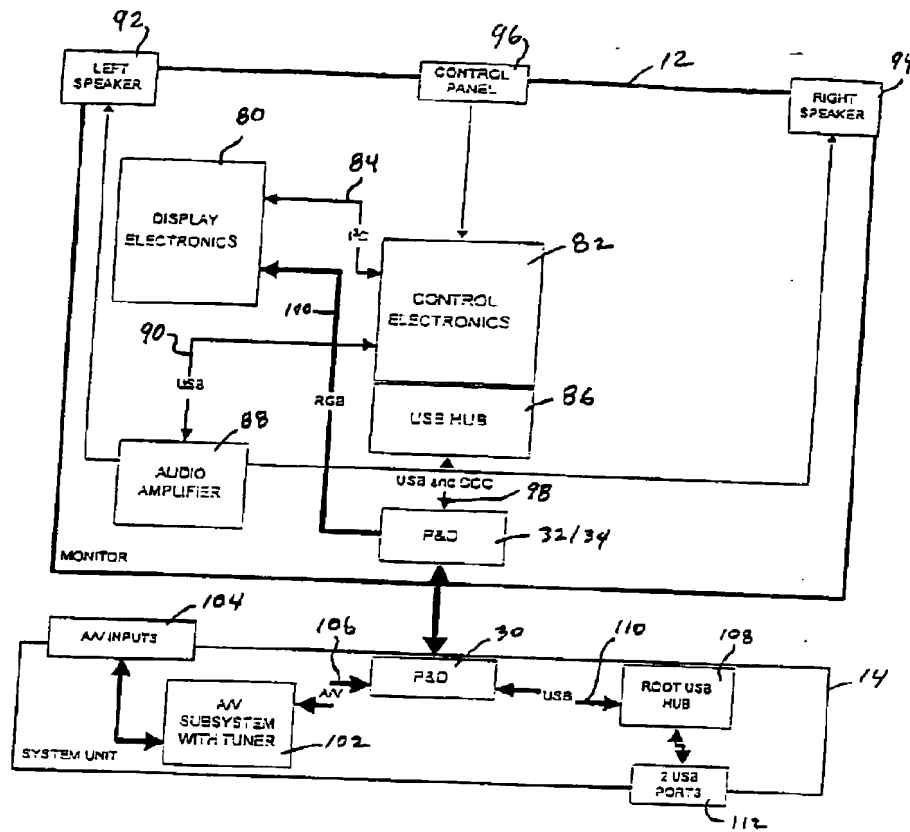 92
96
12
94
LEFT
SPEAKER
CONTROL
PANEL
RIGHT
SPEAKER
80
84
DISPLAY
ELECTRONICS
I²C
82
CONTROL
ELECTRONICS
90
USB
RGB
88
86
USB HUB
AUDIO
AMPLIFIER
USB and DDC
98
P&D
32/34
MONITOR
104
A/V INPUTS
106
30
110
108
P&D
A/V
USB
ROOT USB
HUB
14
A/V
SUBSYSTEM
WITH TUNER
102
SYSTEM UNIT
2 USB
PORTS
112